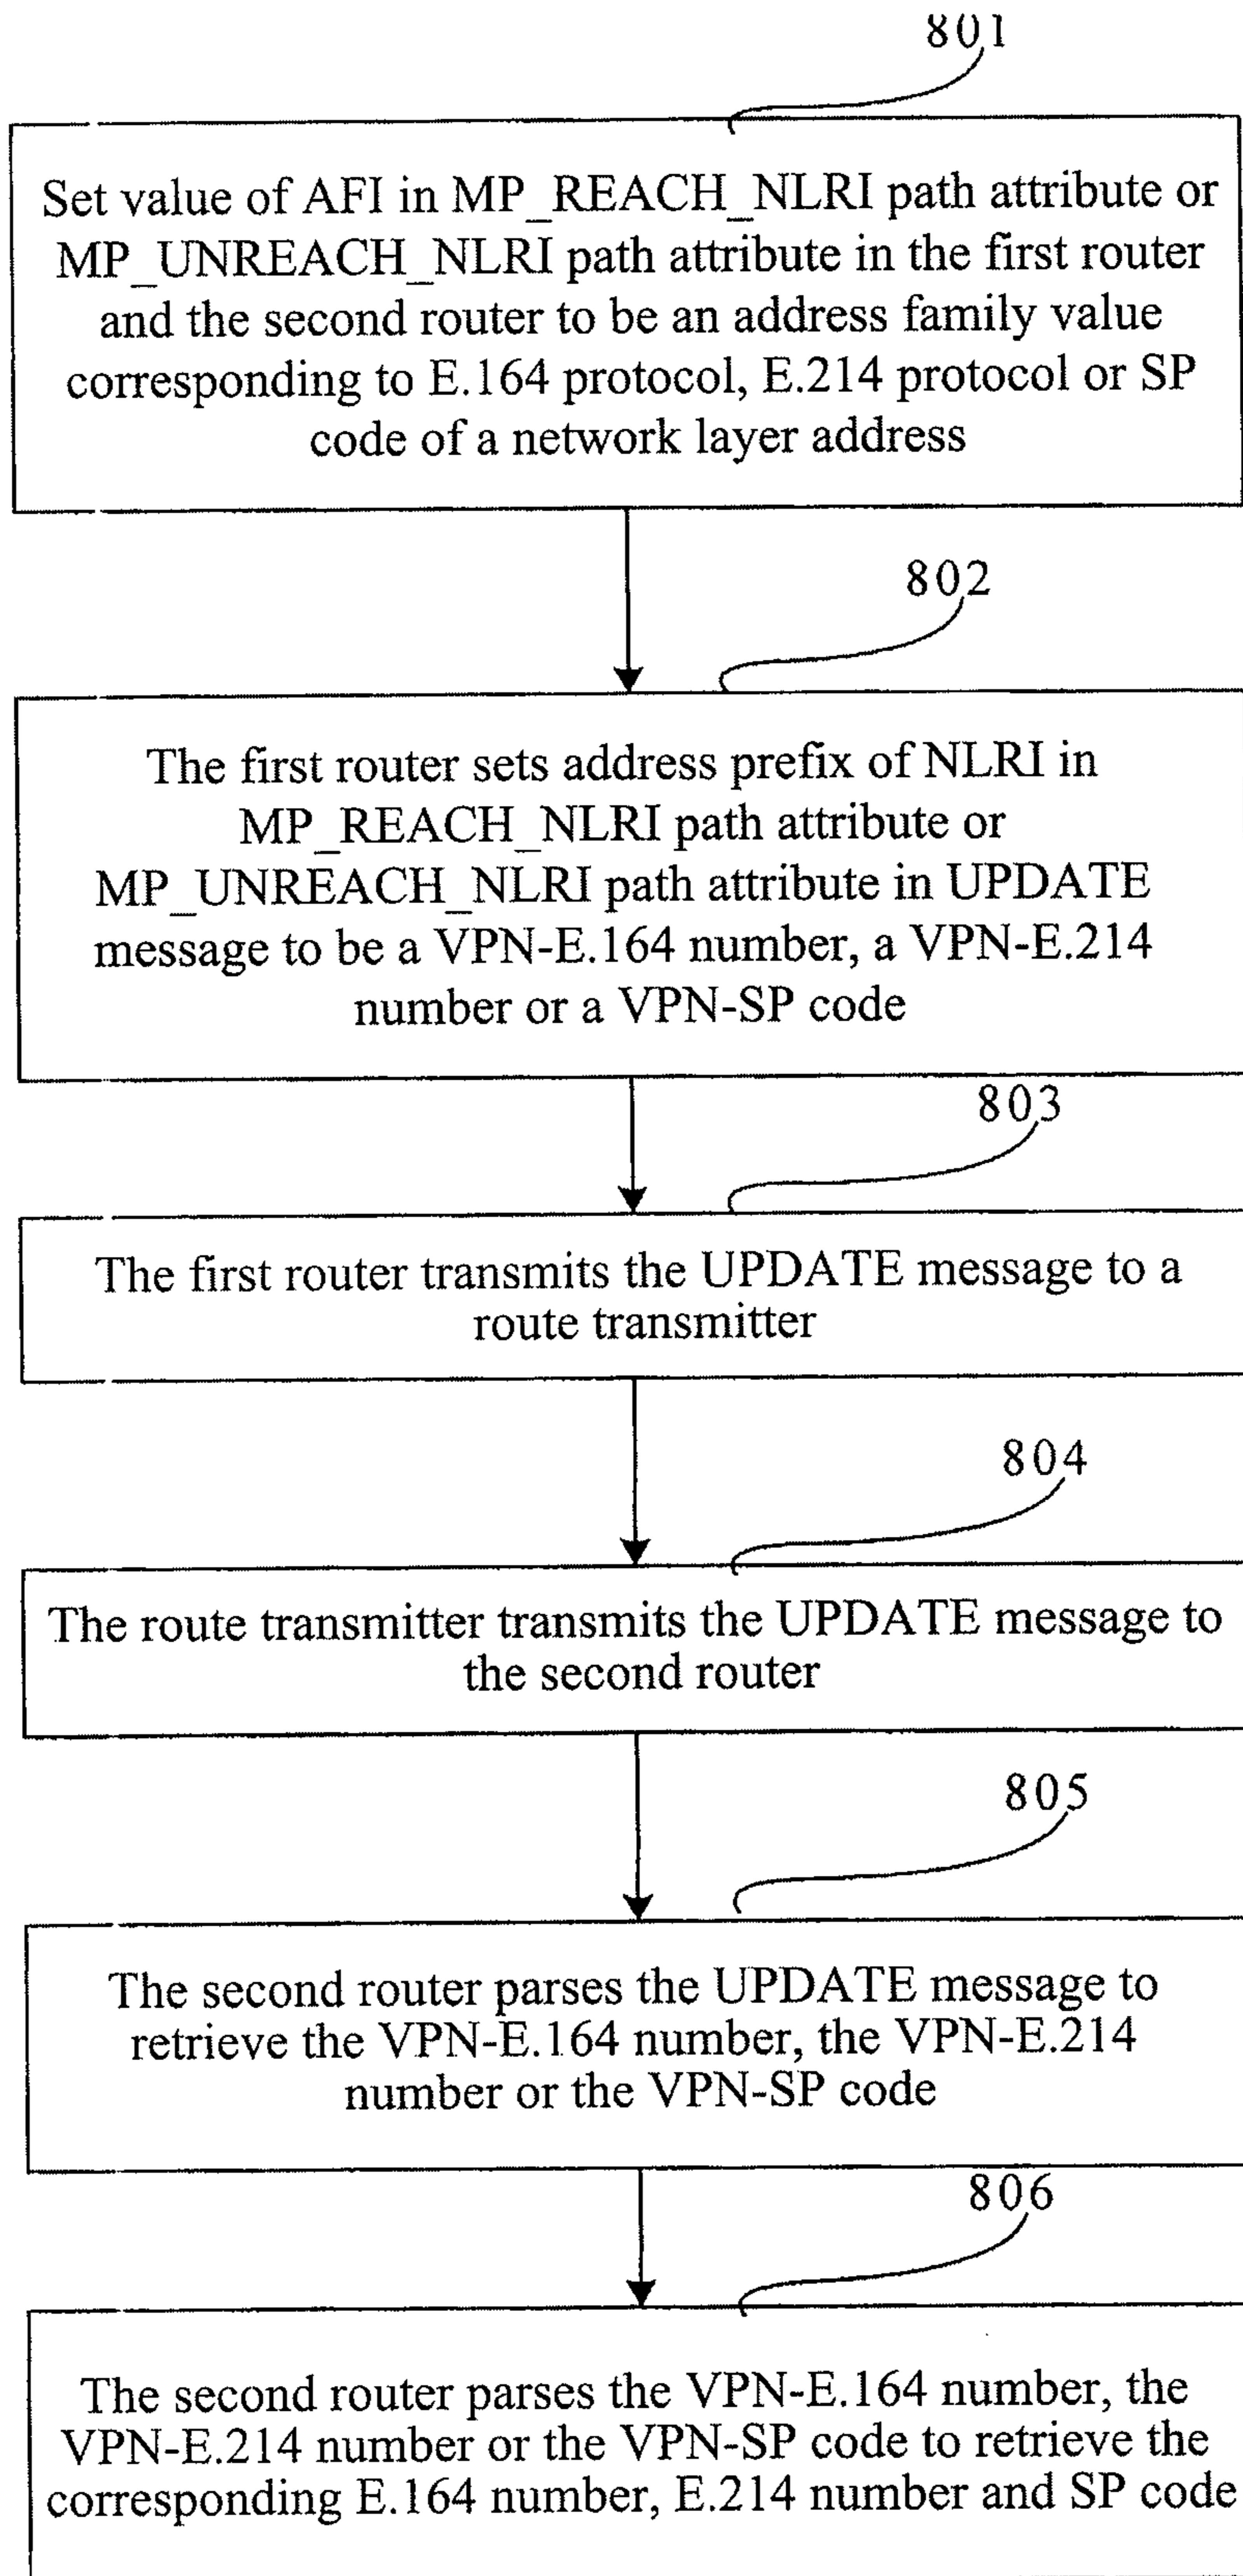 801
Set value of AFI in MP_REACH_NLRI path attribute or
MP_UNREACH_NLRI path attribute in the first router
and the second router to be an address family value
corresponding to E.164 protocol, E.214 protocol or SP
code of a network layer address
802
The first router sets address prefix of NLRI in
MP_REACH_NLRI path attribute or
MP_UNREACH_NLRI path attribute in UPDATE
message to be a VPN-E.164 number, a VPN-E.214
number or a VPN-SP code
803
The first router transmits the UPDATE message to a
route transmitter
804
The route transmitter transmits the UPDATE message to
the second router
805
The second router parses the UPDATE message to
retrieve the VPN-E.164 number, the VPN-E.214
number or the VPN-SP code
806
The second router parses the VPN-E.164 number, the
VPN-E.214 number or the VPN-SP code to retrieve the
corresponding E.164 number, E.214 number and SP code